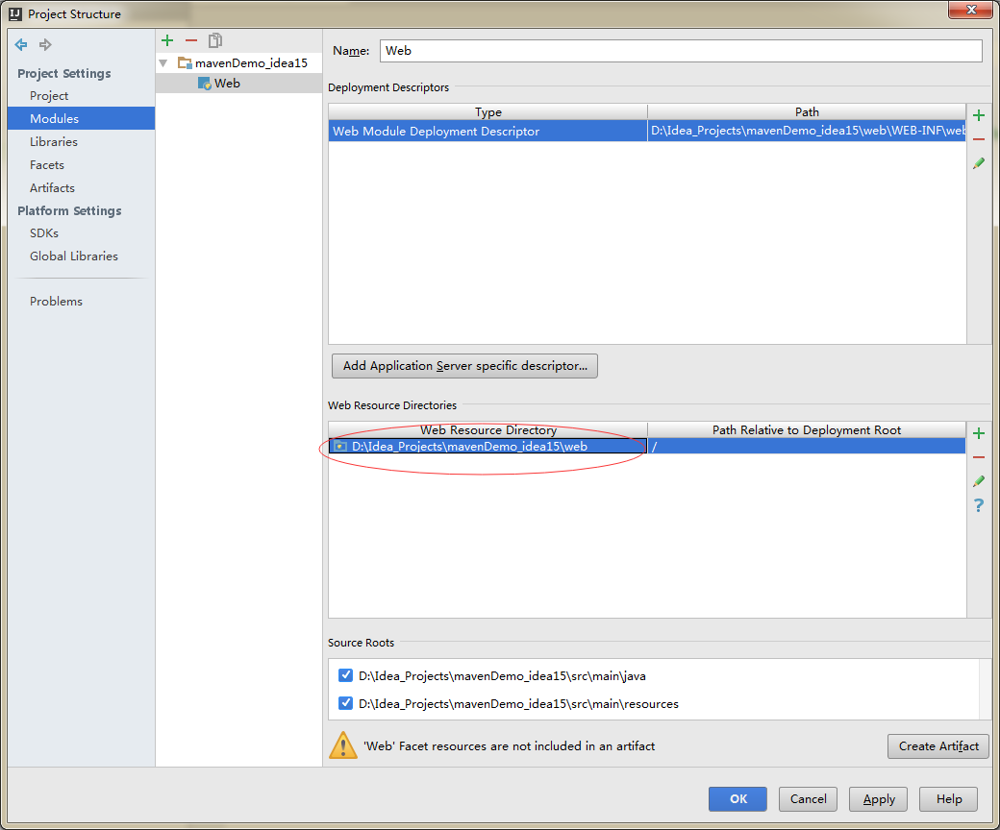 Project Structure
Project Settings
Project
Modules
Libraries
Facets
Artifacts
Platform Settings
SDKs
Global Libraries
Problems
mavenDemo_idea15
Web
Name: Web
Deployment Descriptors
Type Path
Web Module Deployment Descriptor D:\Idea_Projects\mavenDemo_idea15\web\WEB-INF\web
Add Application Server specific descriptor...
Web Resource Directories
Web Resource Directory Path Relative to Deployment Root
D:\Idea_Projects\mavenDemo_idea15\web /
Source Roots
D:\Idea_Projects\mavenDemo_idea15\src\main\java
D:\Idea_Projects\mavenDemo_idea15\src\main\resources
'Web' Facet resources are not included in an artifact Create Artifact
OK Cancel Apply Help